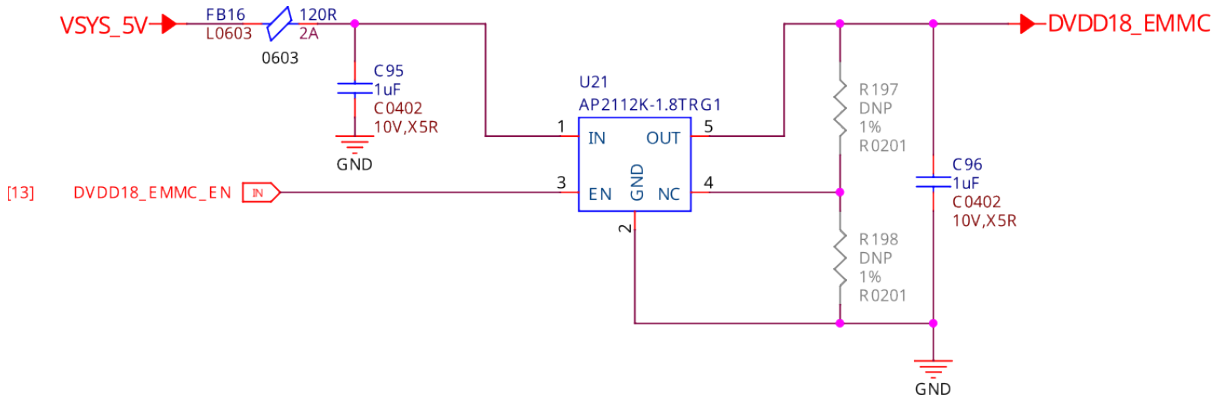 VSYS_5V
FB16
120R
L0603
2A
0603
DVDD18_EMMC
C95
1uF
C0402
10V,X5R
GND
U21
AP2112K-1.8TRG1
1
IN
OUT
5
3
EN
GND
NC
4
2
[13]
DVDD18_EMMC_EN
IN
R197
DNP
1%
R0201
C96
1uF
C0402
10V,X5R
R198
DNP
1%
R0201
GND